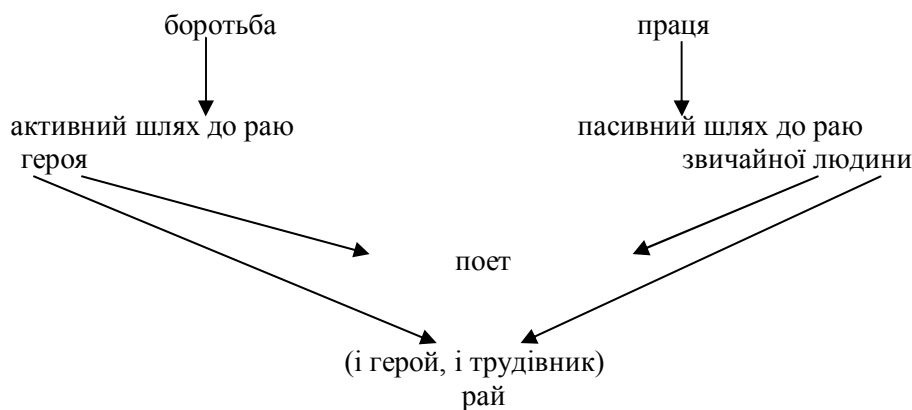 боротьба праця
активний шлях до раю пасивний шлях до раю
героя звичайної людини
поет
(і герой, і трудівник)
рай